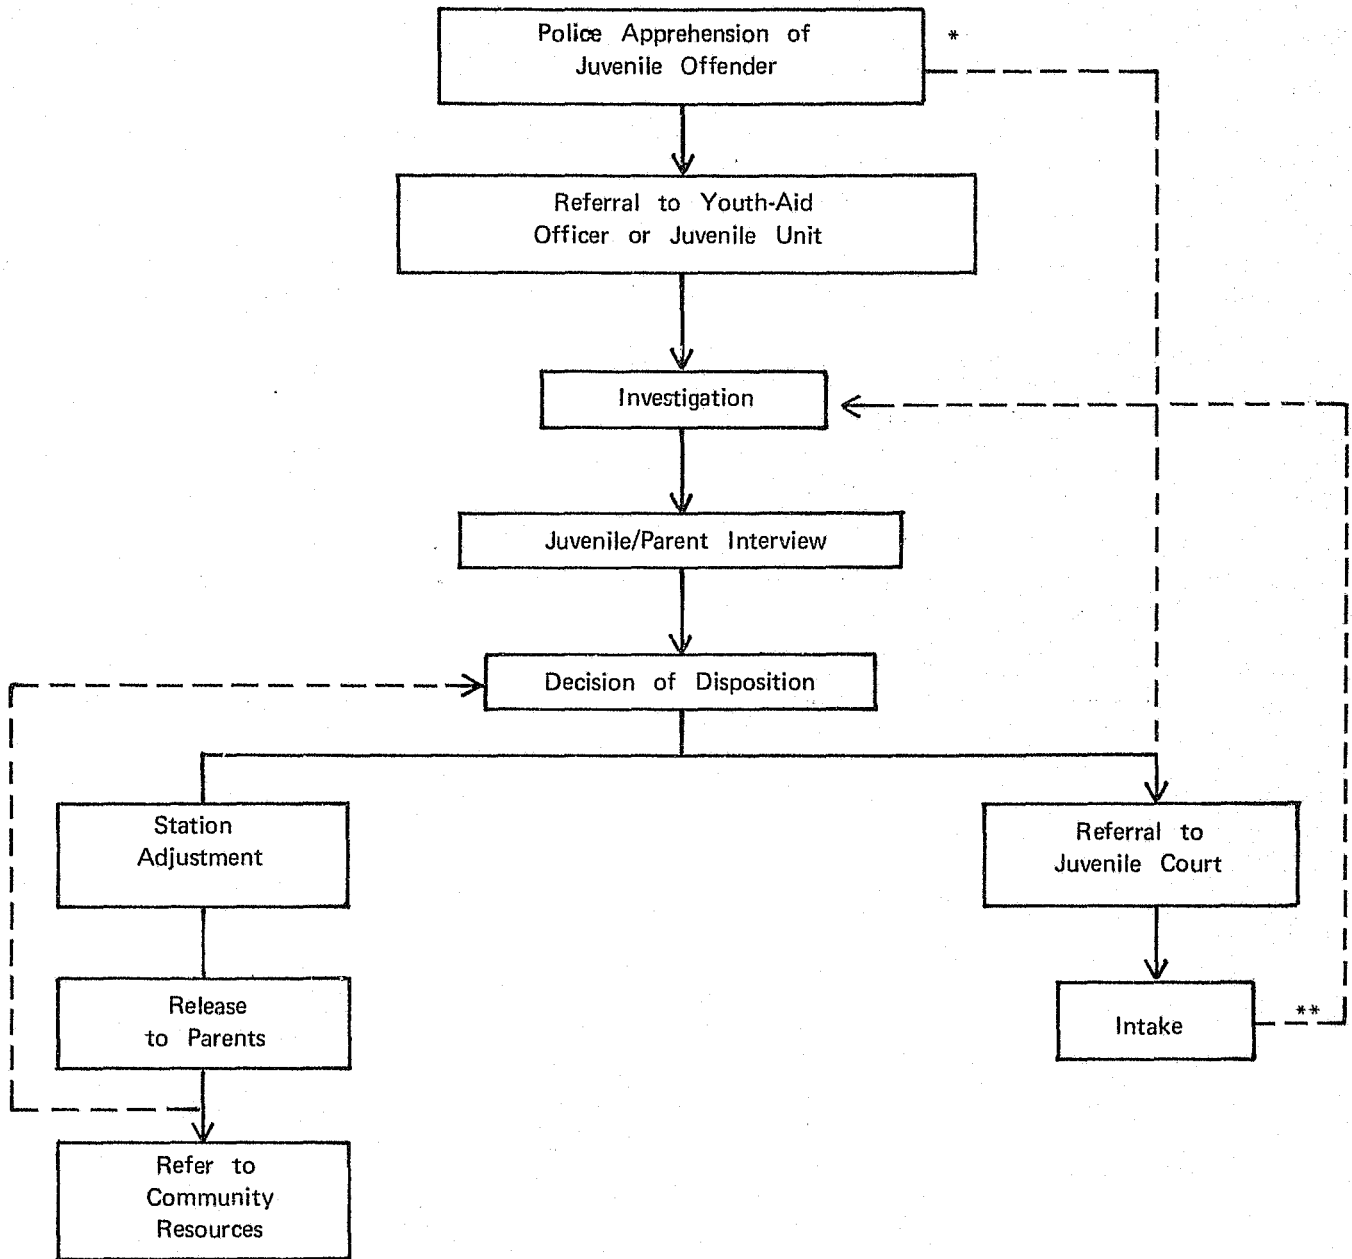 Police Apprehension of
Juvenile Offender
*
Referral to Youth-Aid
Officer or Juvenile Unit
Investigation
Juvenile/Parent Interview
Decision of Disposition
Station
Adjustment
Referral to
Juvenile Court
Release
to Parents
Intake
**
Refer to
Community
Resources